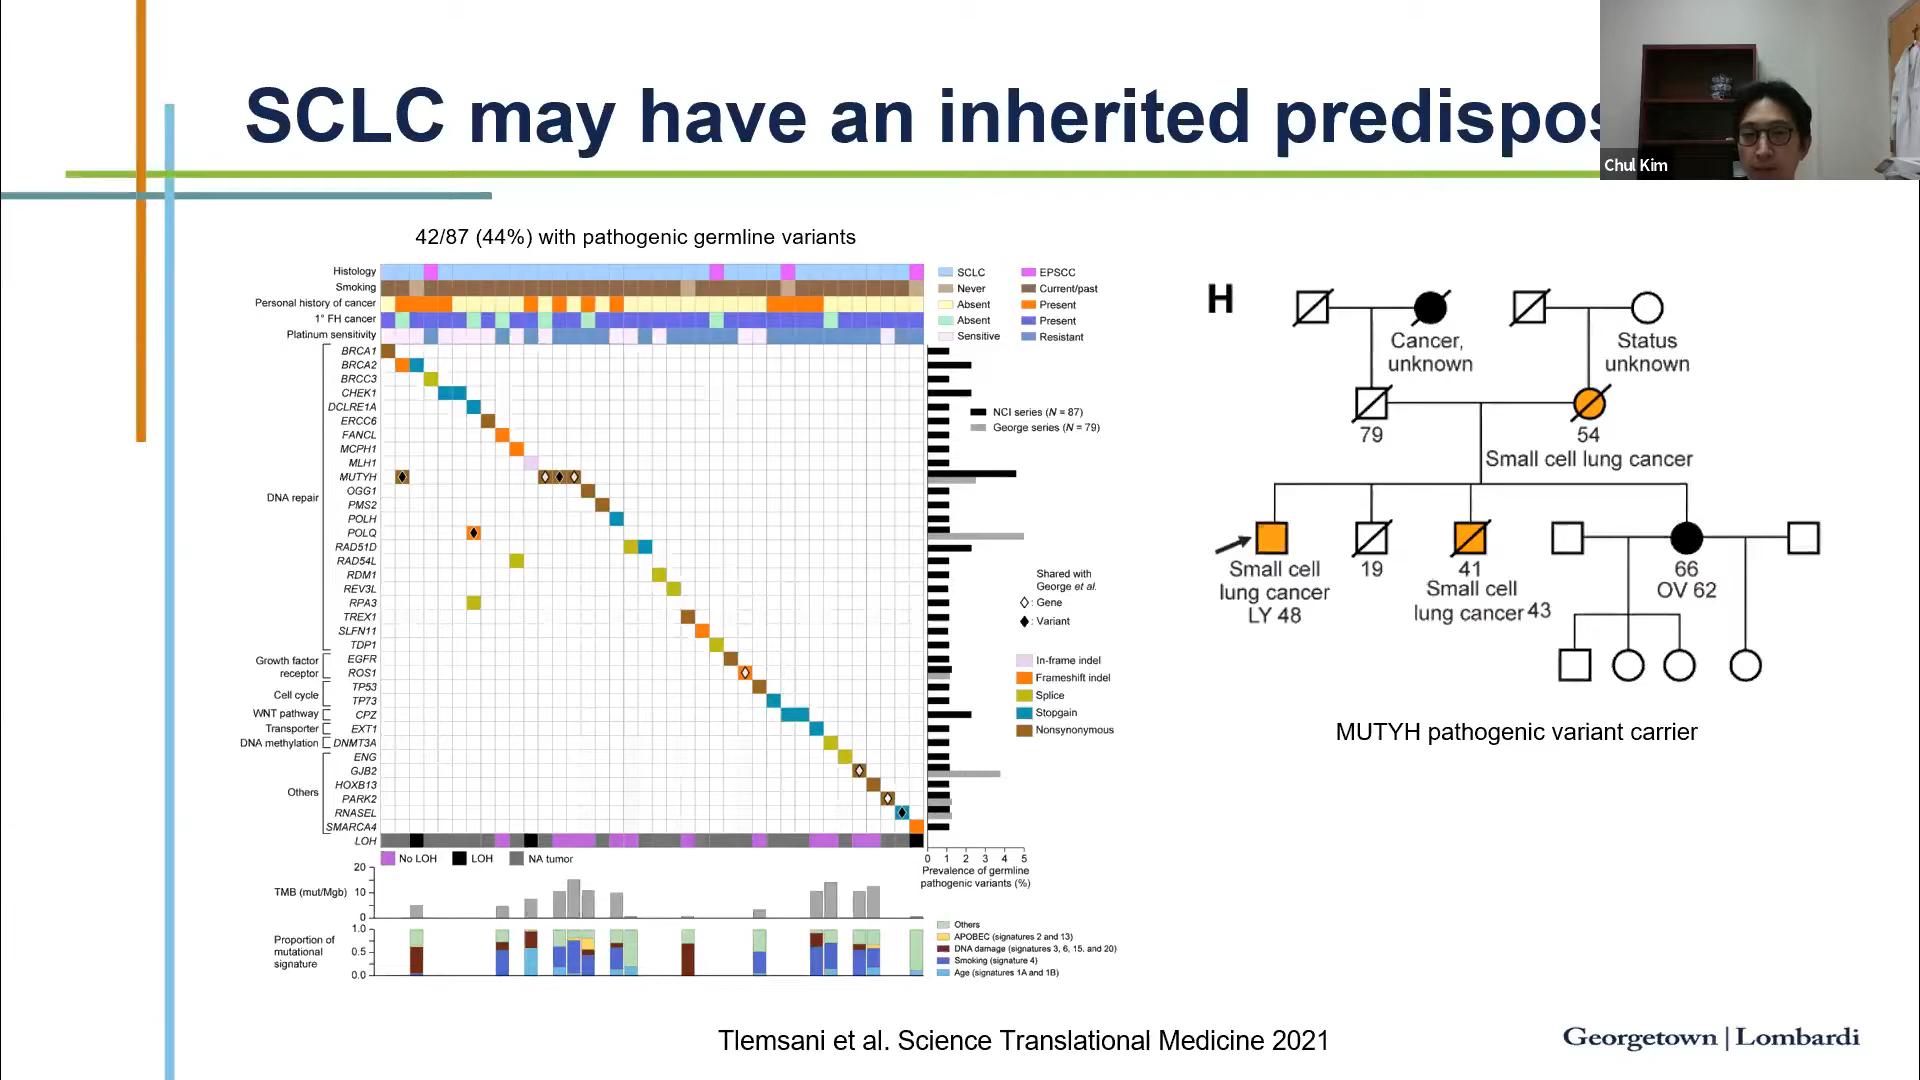 SCLC may have an inherited predispos
Chul Kim
42/87 (44%) with pathogenic germline variants
Histology
Smoking
Personal history of cancer
1° FH cancer
Platinum sensitivity
SCLC EPSCC
Never Current/past
Absent Present
Absent Present
Sensitive Resistant
BRCA1
BRCA2
BRCC3
CHEK1
DCLRE1A
ERCC6
FANCL
MCPH1
MLH1
MUTYH
OGG1
PMS2
POLH
POLQ
RAD51D
RAD54L
RDM1
REV3L
RPA3
TREX1
SLFN11
TDP1
EGFR
ROS1
TP53
TP73
CPZ
EXT1
DNMT3A
ENG
GJB2
HOXB13
PARK2
RNASEL
SMARCA4
LOH
DNA repair
Growth factor
receptor
Cell cycle
WNT pathway
Transporter
DNA methylation
Others
NCI series (N = 87)
George series (N = 79)
Shared with
George et al.
: Gene
: Variant
In-frame indel
Frameshift indel
Splice
Stopgain
Nonsynonymous
No LOH LOH NA tumor
0 1 2 3 4 5
Prevalence of germline
pathogenic variants (%)
TMB (mut/Mgb)
20
10
0
Proportion of
mutational
signature
1.0
0.5
0.0
Others
APOBEC (signatures 2 and 13)
DNA damage (signatures 3, 6, 15. and 20)
Smoking (signature 4)
Age (signatures 1A and 1B)
H
Cancer,
unknown
Status
unknown
79
54
Small cell lung cancer
Small cell
lung cancer
LY 48
19
41
Small cell
lung cancer 43
66
OV 62
MUTYH pathogenic variant carrier
Tlemsani et al. Science Translational Medicine 2021
Georgetown | Lombardi